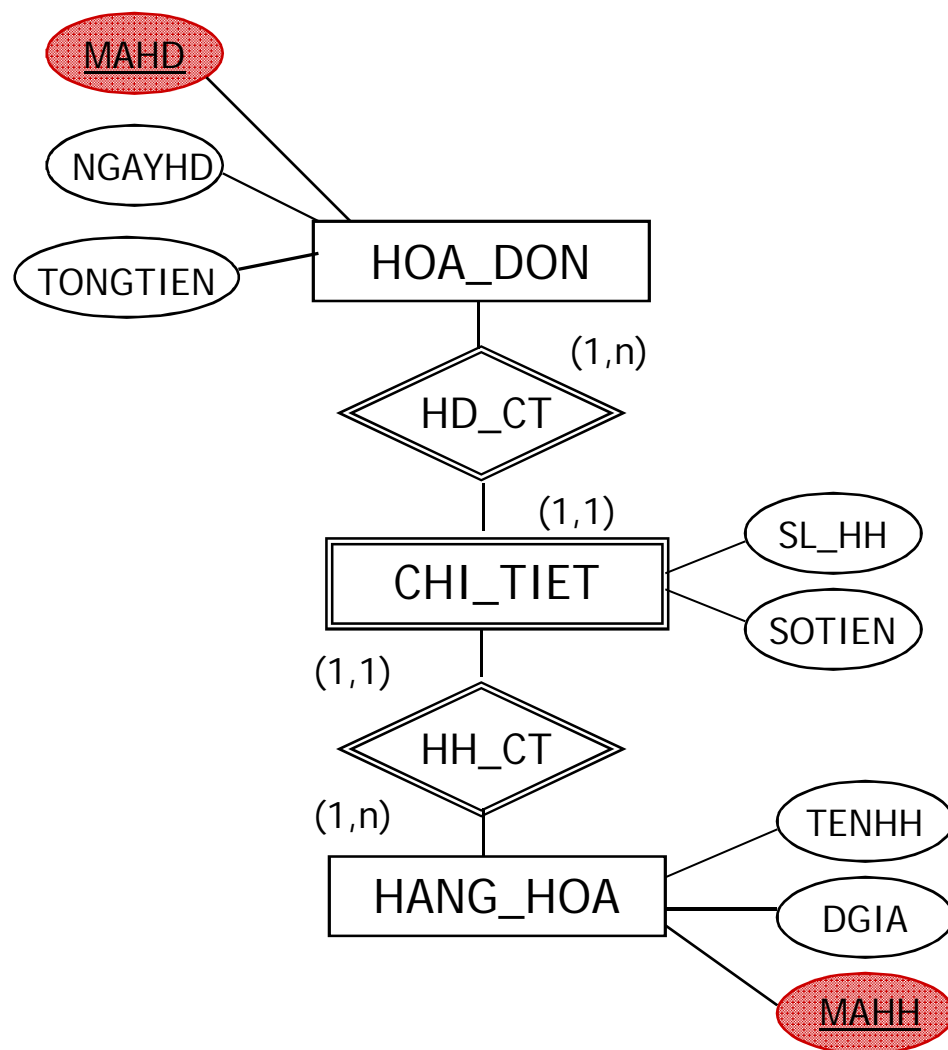 MAHD
NGAYHD
TONGTIEN
HOA_DON
(1,n)
HD_CT
(1,1)
CHI_TIET
SL_HH
SOTIEN
(1,1)
HH_CT
(1,n)
HANG_HOA
TENHH
DGIA
MAHH